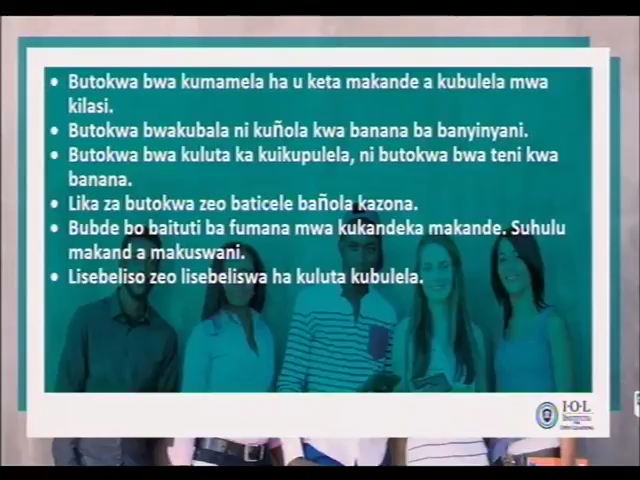 • Butokwa bwa kumamela ha u keta makande a kubulela mwa
kilasi.
• Butokwa bwakubala ni kuñola kwa banana ba banyinyani.
• Butokwa bwa kuluta ka kuikupulela, ni butokwa bwa teni kwa
banana.
• Lika za butokwa zeo baticele bañola kazona.
• Bubde bo baituti ba fumana mwa kukandeka makande. Suhulu
makand a makuswani.
• Lisebeliso zeo lisebeliswa ha kuluta kubulela.
I·O·L